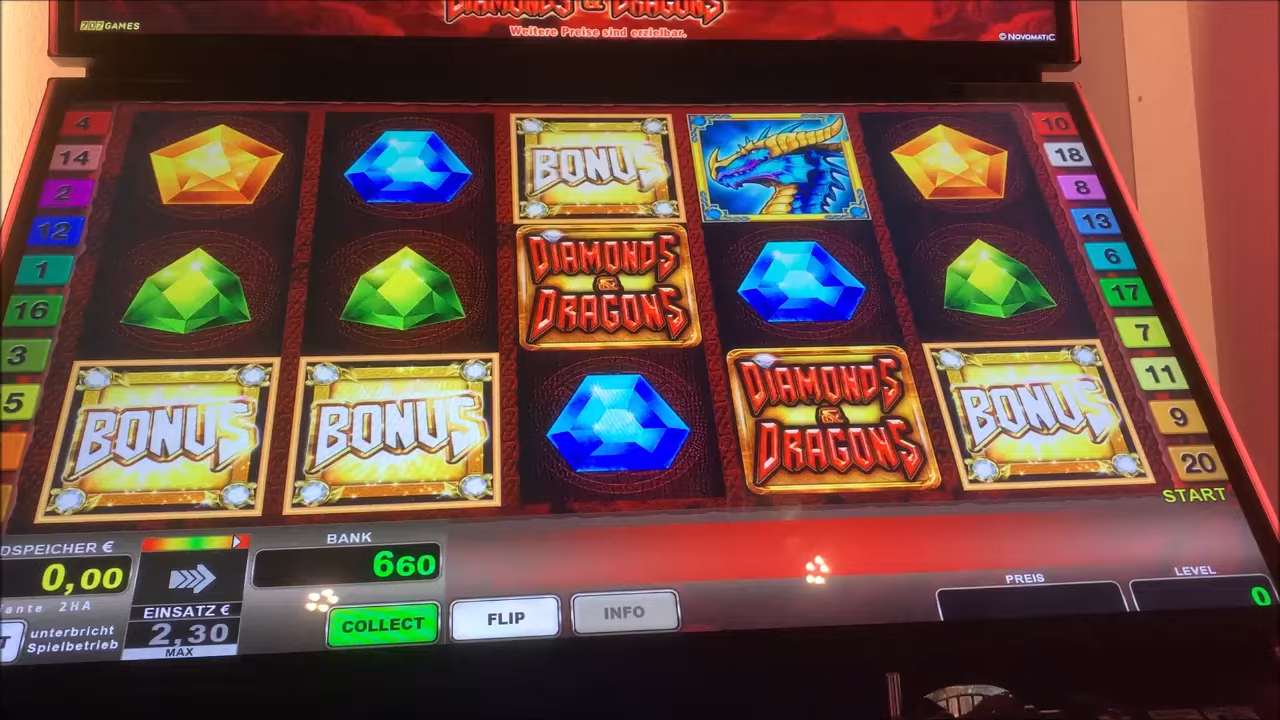 DIAMONDS & DRAGONS
707 GAMES
Weitere Preise sind erzielbar.
© NOVOMATIC
4
14
2
12
1
16
3
5
BONUS
DIAMONDS
&
DRAGONS
BONUS
BONUS
DIAMONDS
&
DRAGONS
BONUS
10
18
8
13
6
17
7
11
9
20
START
DSPEICHER €
0,00
2HA
unterbricht
Spielbetrieb
EINSATZ €
2,30
MAX
BANK
660
COLLECT
FLIP
INFO
PREIS
LEVEL
0